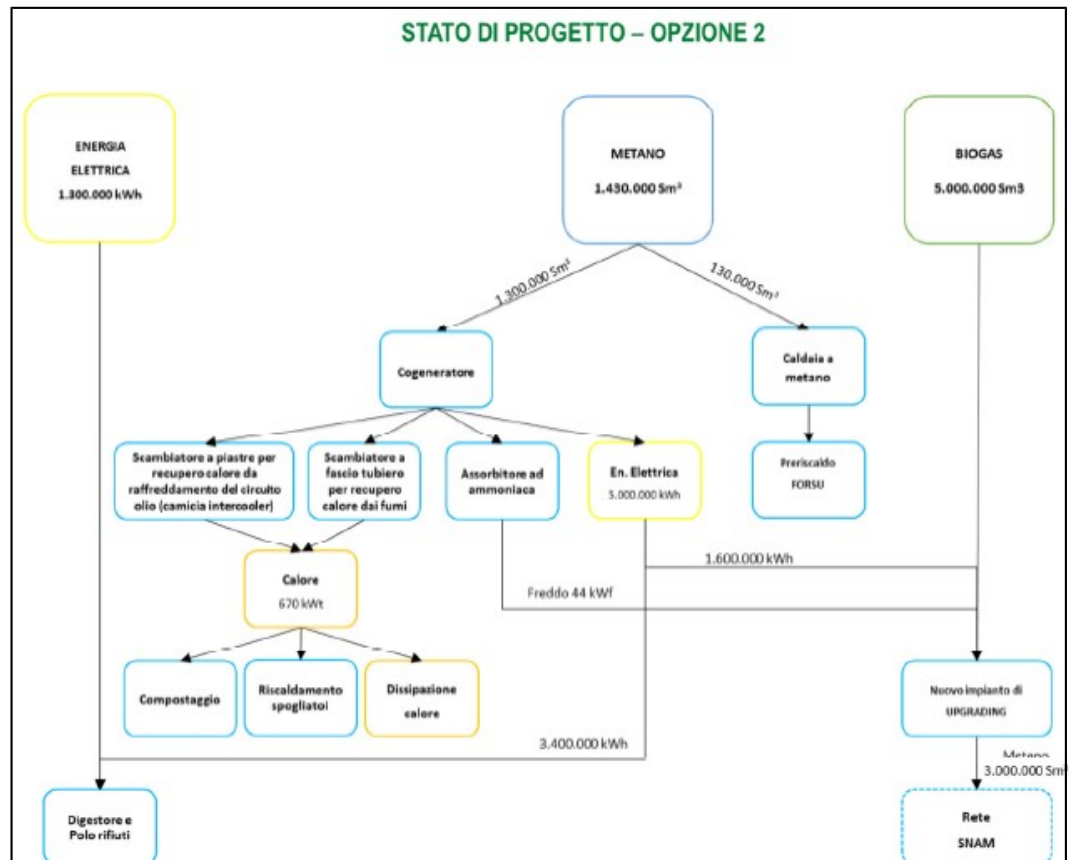 STATO DI PROGETTO – OPZIONE 2
ENERGIA
ELETTRICA
1.300.000 kWh
METANO
1.430.000 Sm³
BIOGAS
5.000.000 Sm3
1.300.000 Sm³
130.000 Sm³
Cogeneratore
Caldaia a
metano
Scambiatore a piastre per
recupero calore da
raffreddamento del circuito
olio (camicia intercooler)
Scambiatore a
fascio tubiero
per recupero
calore dai fumi
Assorbitore ad
ammoniaca
En. Elettrica
5.000.000 kWh
Preriscaldo
FORSU
1.600.000 kWh
Freddo 44 kWf
Calore
670 kWt
Compostaggio
Riscaldamento
spogliatoi
Dissipazione
calore
Nuovo impianto di
UPGRADING
3.400.000 kWh
Metano
3.000.000 Sm³
Digestore e
Polo rifiuti
Rete
SNAM